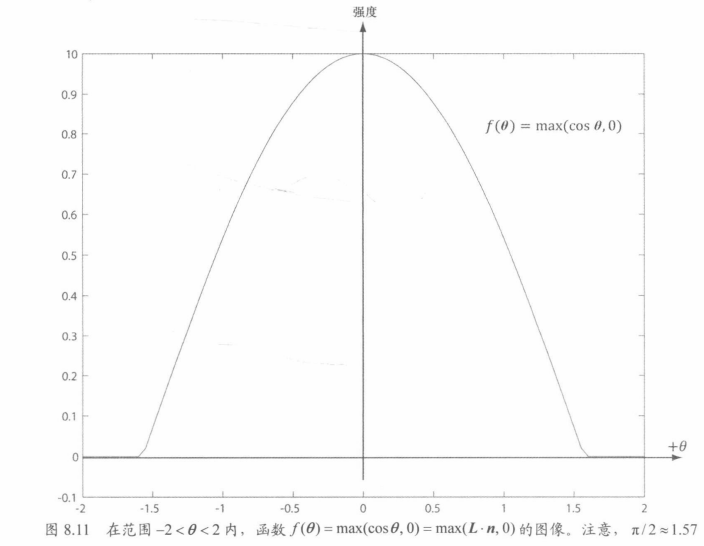 强度
10
0.9
0.8
f(θ) = max(cos θ,0)
0.7
0.6
0.5
0.4
0.3
0.2
0.1
0
+θ
-0.1
-2 -1.5 -1 -0.5 0 0.5 1 1.5 2
图 8.11 在范围 −2<θ<2 内，函数 f(θ)=max(cosθ, 0)=max(L·n, 0) 的图像。注意，π/2≈1.57